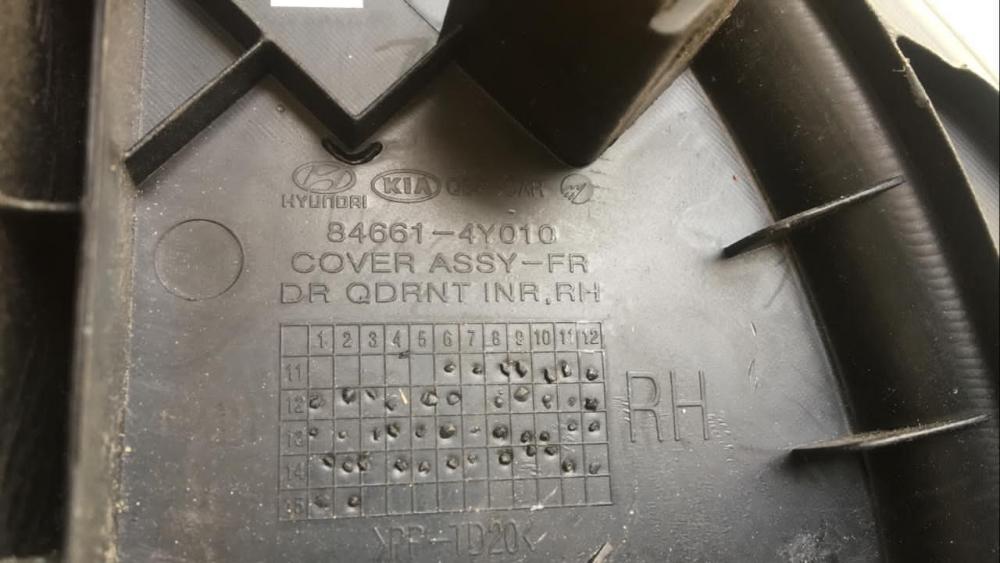 HYUNDAI KIA
84661-4Y010
COVER ASSY-FR
DR QDRNT INR,RH
1 2 3 4 5 6 7 8 9 10 11 12
11
12
13
14
15
RH
>PP-TD20<